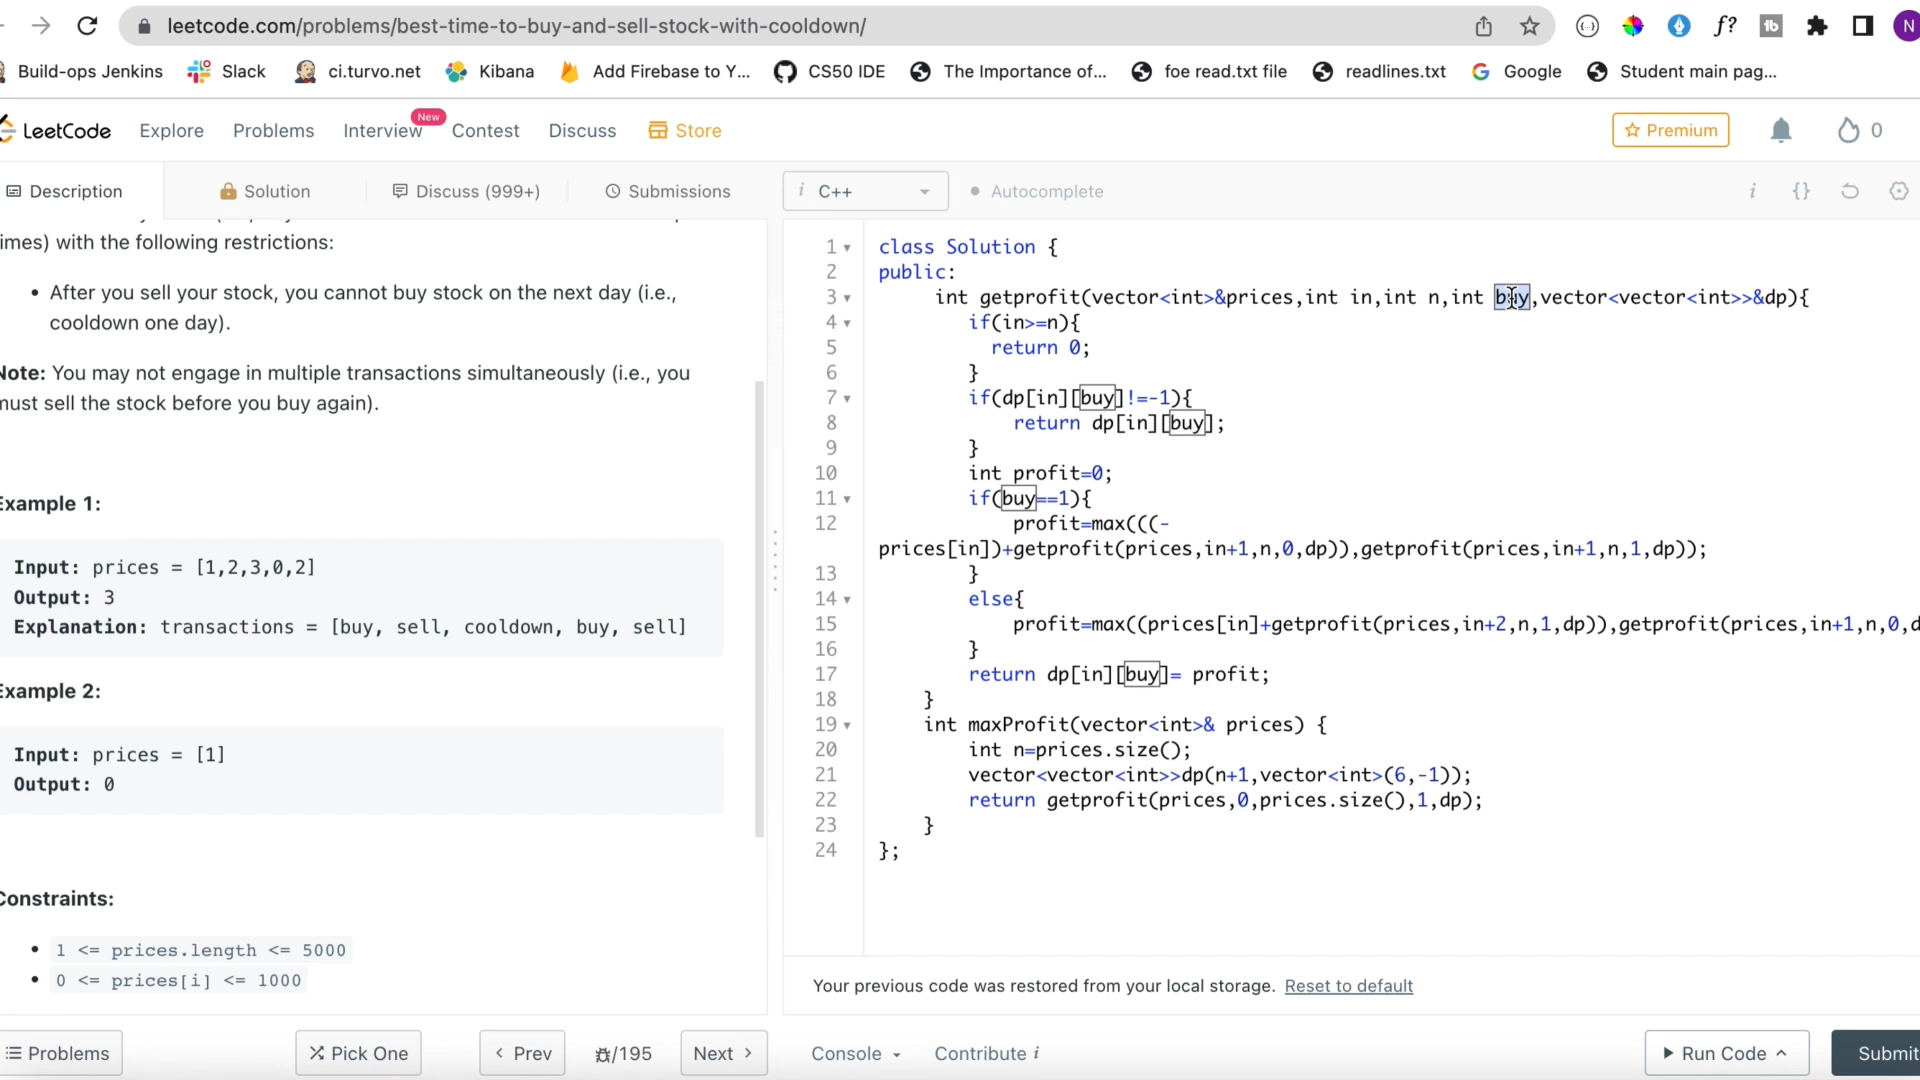 leetcode.com/problems/best-time-to-buy-and-sell-stock-with-cooldown/
f?
tb
N
Build-ops Jenkins Slack ci.turvo.net Kibana Add Firebase to Y... CS50 IDE The Importance of... foe read.txt file readlines.txt Google Student main pag...
LeetCode Explore Problems Interview New Contest Discuss Store Premium 0
Description Solution Discuss (999+) Submissions i C++ Autocomplete i {}
imes) with the following restrictions:
• After you sell your stock, you cannot buy stock on the next day (i.e.,
cooldown one day).
Note: You may not engage in multiple transactions simultaneously (i.e., you
must sell the stock before you buy again).
Example 1:
Input: prices = [1,2,3,0,2]
Output: 3
Explanation: transactions = [buy, sell, cooldown, buy, sell]
Example 2:
Input: prices = [1]
Output: 0
Constraints:
• 1 <= prices.length <= 5000
• 0 <= prices[i] <= 1000
1 class Solution {
2 public:
3 int getprofit(vector<int>&prices,int in,int n,int buy,vector<vector<int>>&dp){
4 if(in>=n){
5 return 0;
6 }
7 if(dp[in][buy]!=-1){
8 return dp[in][buy];
9 }
10 int profit=0;
11 if(buy==1){
12 profit=max(((-
prices[in])+getprofit(prices,in+1,n,0,dp)),getprofit(prices,in+1,n,1,dp));
13 }
14 else{
15 profit=max((prices[in]+getprofit(prices,in+2,n,1,dp)),getprofit(prices,in+1,n,0,d
16 }
17 return dp[in][buy]= profit;
18 }
19 int maxProfit(vector<int>& prices) {
20 int n=prices.size();
21 vector<vector<int>>dp(n+1,vector<int>(6,-1));
22 return getprofit(prices,0,prices.size(),1,dp);
23 }
24 };
Your previous code was restored from your local storage. Reset to default
Problems Pick One Prev /195 Next Console Contribute i Run Code Submit